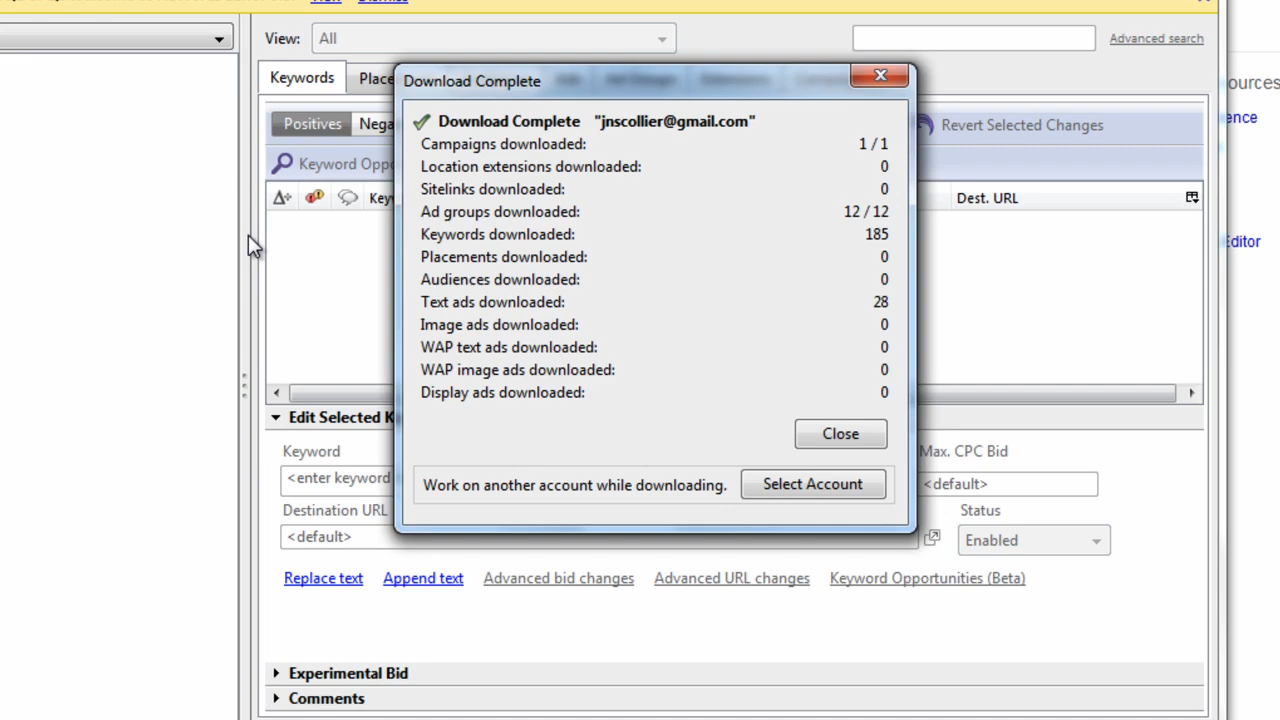 View
Dismiss
View: All
Advanced search
Keywords Place
Download Complete
ources
Download Complete "jnscollier@gmail.com"
Positives Nega
Revert Selected Changes
ence
Campaigns downloaded: 1 / 1
Keyword Oppo
Location extensions downloaded: 0
Sitelinks downloaded: 0
Key
Dest. URL
Ad groups downloaded: 12 / 12
Keywords downloaded: 185
Editor
Placements downloaded: 0
Audiences downloaded: 0
Text ads downloaded: 28
Image ads downloaded: 0
WAP text ads downloaded: 0
WAP image ads downloaded: 0
Display ads downloaded: 0
Edit Selected K
Close
Keyword
Max. CPC Bid
<enter keyword
Work on another account while downloading. Select Account
<default>
Destination URL
Status
<default>
Enabled
Replace text Append text Advanced bid changes Advanced URL changes Keyword Opportunities (Beta)
Experimental Bid
Comments